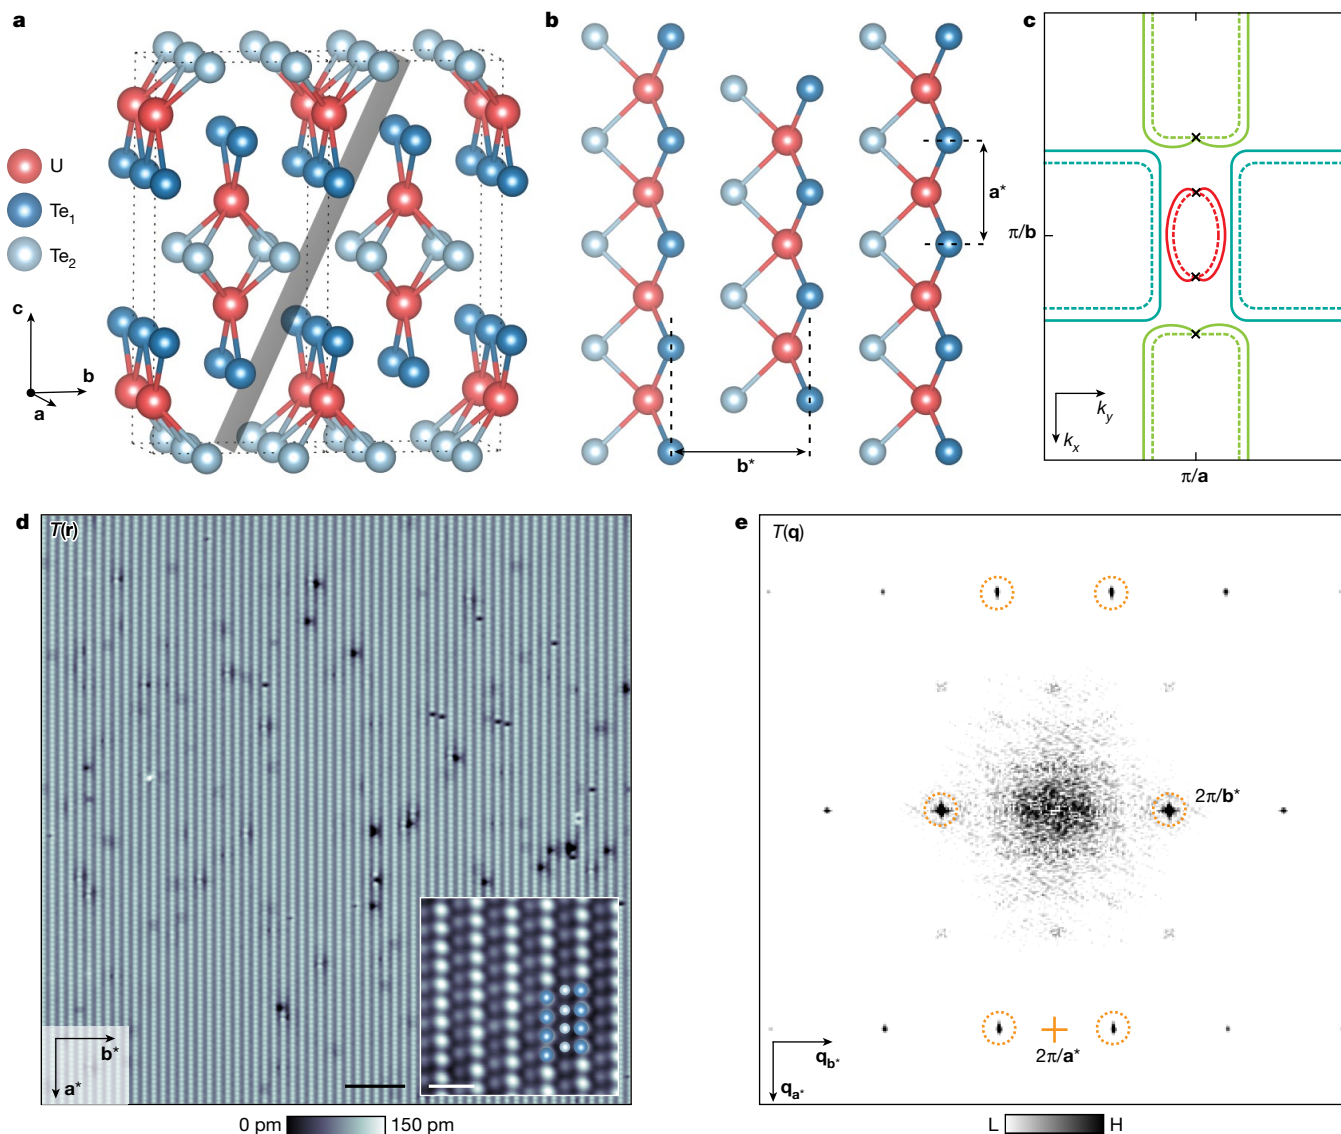 a
U
Te1
Te2
c
b
a
b
a*
b*
c
π/b
kx
ky
π/a
d
T(r)
b*
a*
0 pm
150 pm
e
T(q)
2π/b*
2π/a*
qb*
qa*
L
H